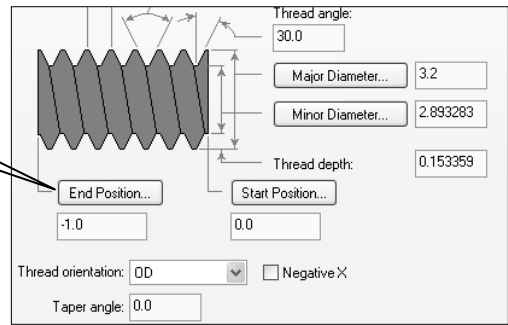 Thread angle:
30.0
Major Diameter... 3.2
Minor Diameter... 2.893283
Thread depth: 0.153359
End Position... Start Position...
-1.0 0.0
Thread orientation: OD Negative X
Taper angle: 0.0